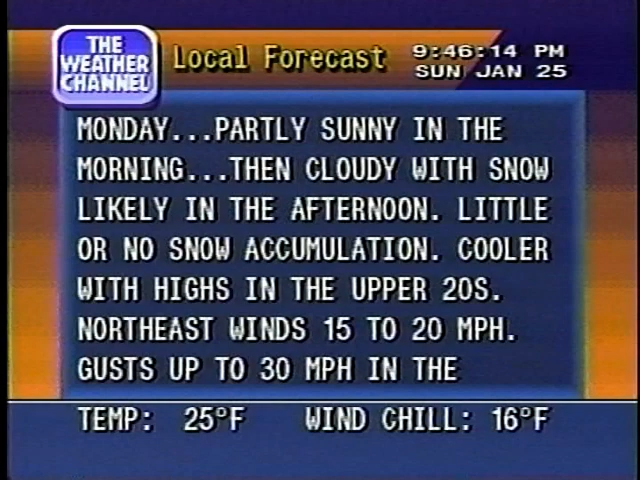 THE
WEATHER
CHANNEL
Local Forecast
9:46:14 PM
SUN JAN 25
MONDAY...PARTLY SUNNY IN THE
MORNING...THEN CLOUDY WITH SNOW
LIKELY IN THE AFTERNOON. LITTLE
OR NO SNOW ACCUMULATION. COOLER
WITH HIGHS IN THE UPPER 20S.
NORTHEAST WINDS 15 TO 20 MPH.
GUSTS UP TO 30 MPH IN THE
TEMP: 25°F WIND CHILL: 16°F